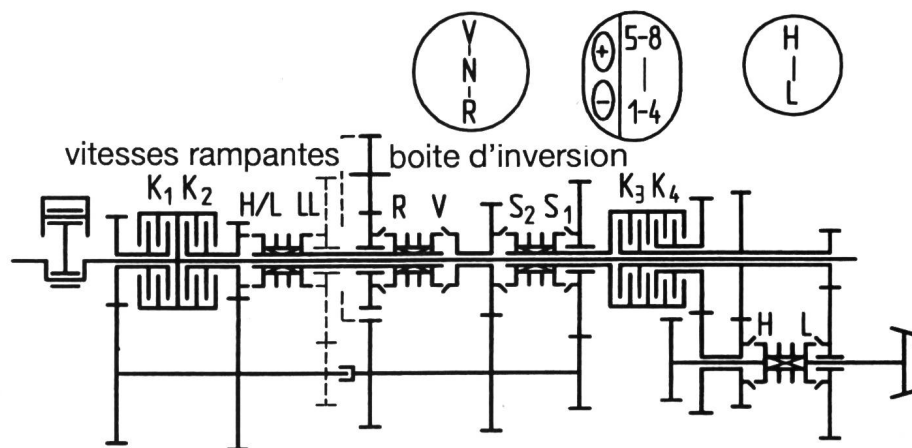 V
N
R
+ 5-8
- 1-4
H
L
vitesses rampantes boite d'inversion
K1 K2 H/L LL R V S2 S1 K3 K4
H L